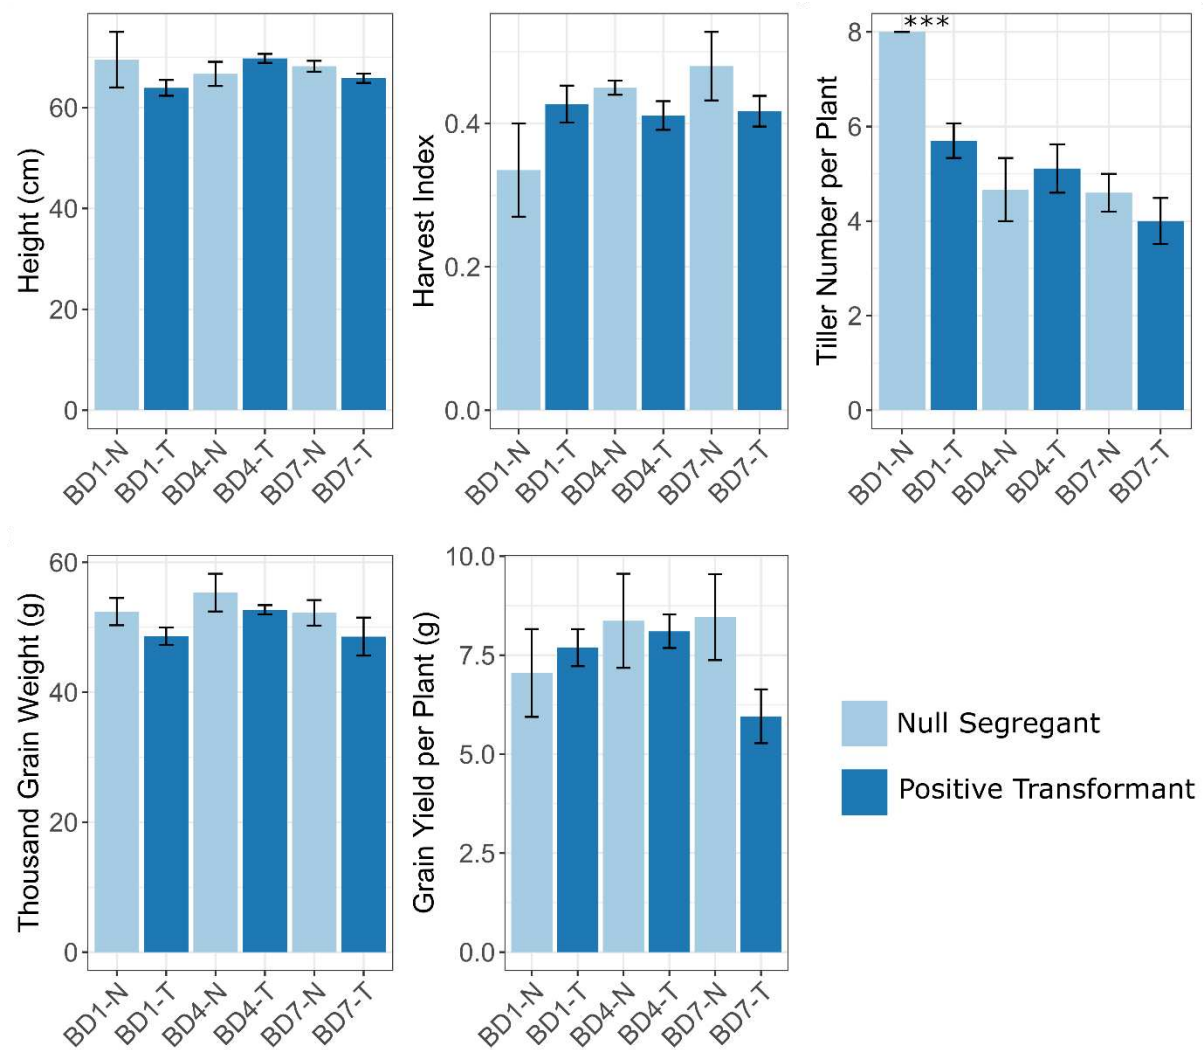 Height (cm)
60
40
20
0
BD1-N
BD1-T
BD4-N
BD4-T
BD7-N
BD7-T
Harvest Index
0.4
0.2
0.0
BD1-N
BD1-T
BD4-N
BD4-T
BD7-N
BD7-T
Tiller Number per Plant
***
8
6
4
2
0
BD1-N
BD1-T
BD4-N
BD4-T
BD7-N
BD7-T
Thousand Grain Weight (g)
60
40
20
0
BD1-N
BD1-T
BD4-N
BD4-T
BD7-N
BD7-T
Grain Yield per Plant (g)
10.0
7.5
5.0
2.5
0.0
BD1-N
BD1-T
BD4-N
BD4-T
BD7-N
BD7-T
Null Segregant
Positive Transformant